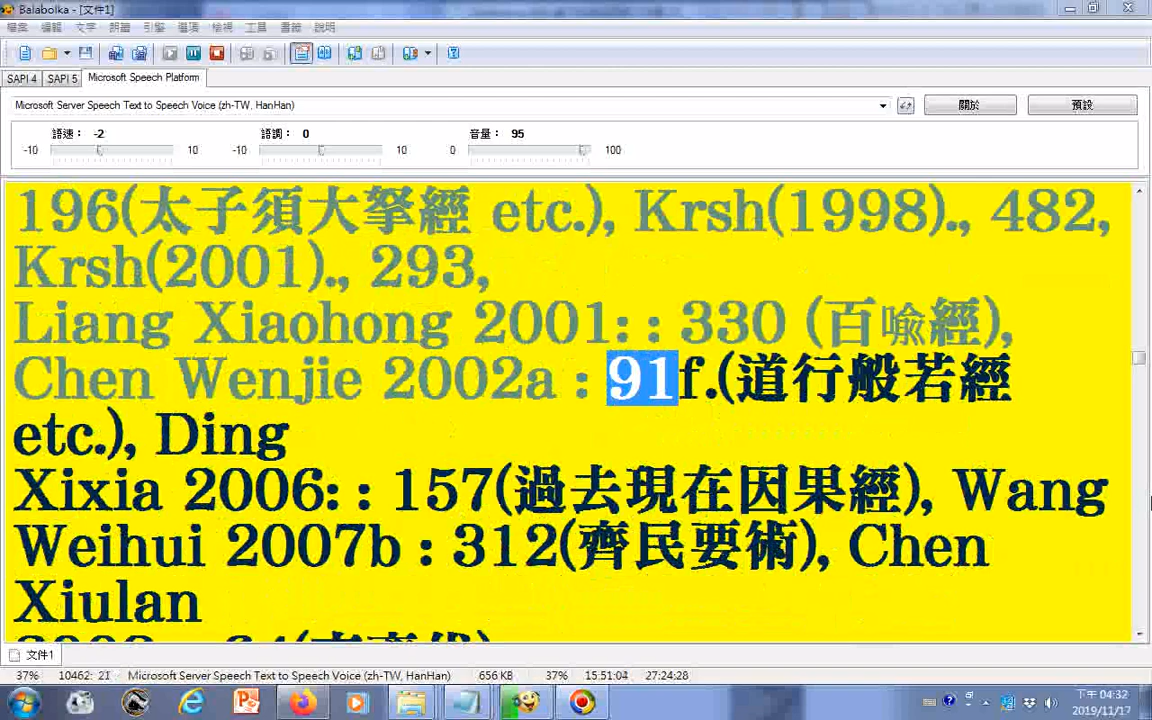 Balabolka - [文件1]
檔案 編輯 文字 朗讀 引擎 選項 檢視 工具 書籤 說明
SAPI 4 SAPI 5 Microsoft Speech Platform
Microsoft Server Speech Text to Speech Voice (zh-TW, HanHan) 關於 預設
語速: -2 語調: 0 音量: 95
-10 10 -10 10 0 100
196(太子須大拏經 etc.), Krsh(1998)., 482,
Krsh(2001)., 293,
Liang Xiaohong 2001: : 330 (百喩經),
Chen Wenjie 2002a : 91f.(道行般若經
etc.), Ding
Xixia 2006: : 157(過去現在因果經), Wang
Weihui 2007b : 312(齊民要術), Chen
Xiulan
文件1
37% 10462: 21 Microsoft Server Speech Text to Speech Voice (zh-TW, HanHan) 656 KB 37% 15:51:04 27:24:28
下午 04:32
2019/11/17